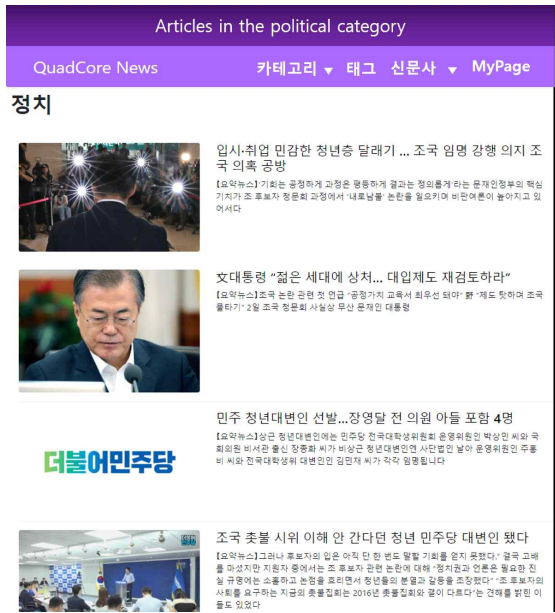 Articles in the political category
QuadCore News
카테고리 ▼ 태그 신문사 ▼ MyPage
정치
입시·취업 민감한 청년층 달래기 ... 조국 임명 강행 의지 조
국 의혹 공방
【요약뉴스】'기회는 공정하게 과정은 평등하게 결과는 정의롭게'라는 문재인정부의 핵심
기치가 조 후보자 청문회 과정에서 '내로남불' 논란을 일으키며 비판여론이 높아지고 있
어서다
文대통령 “젊은 세대에 상처... 대입제도 재검토하라”
【요약뉴스】조국 논란 관련 첫 언급 "공정가치 교육서 최우선 돼야" 野 "제도 탓하며 조국
물타기" 2일 조국 청문회 사실상 무산 문재인 대통령
민주 청년대변인 선발...장영달 전 의원 아들 포함 4명
【요약뉴스】상근 청년대변인에는 민주당 전국대학생위원회 운영위원인 박성민 씨와 국
회의원 비서관 출신 장종화 씨가 비상근 청년대변인엔 사단법인 날아 운영위원인 주홍
비 씨와 전국대학생위 대변인인 김민재 씨가 각각 임명됩니다
더불어민주당
조국 촛불 시위 이해 안 간다던 청년 민주당 대변인 됐다
【요약뉴스】그러나 후보자의 입은 아직 단 한 번도 말할 기회를 얻지 못했다." 결국 고배
를 마셨지만 지원자 중에서는 조 후보자 관련 논란에 대해 "정치권과 언론은 필요한 진
실 규명에는 소홀하고 논점을 흐리면서 청년들의 분열과 갈등을 조장했다" "조 후보자의
사퇴를 요구하는 지금의 촛불집회는 2016년 촛불집회와 결이 다르다"는 견해를 밝힌 이
들도 있었다